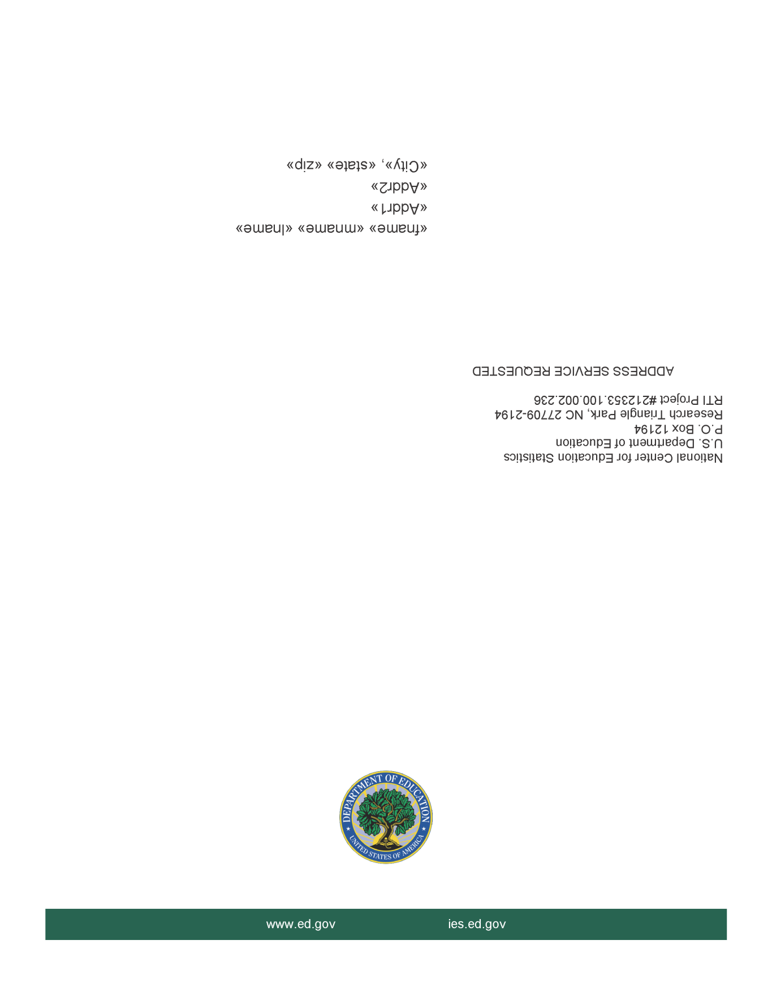 National Center for Education Statistics
U.S. Department of Education
P.O. Box 12194
Research Triangle Park, NC 27709-2194
RTI Project #212353.100.002.236
ADDRESS SERVICE REQUESTED
«fname» «mname» «lname»
«Addr1»
«Addr2»
«City», «state» «zip»
DEPARTMENT OF EDUCATION
UNITED STATES OF AMERICA
www.ed.gov ies.ed.gov